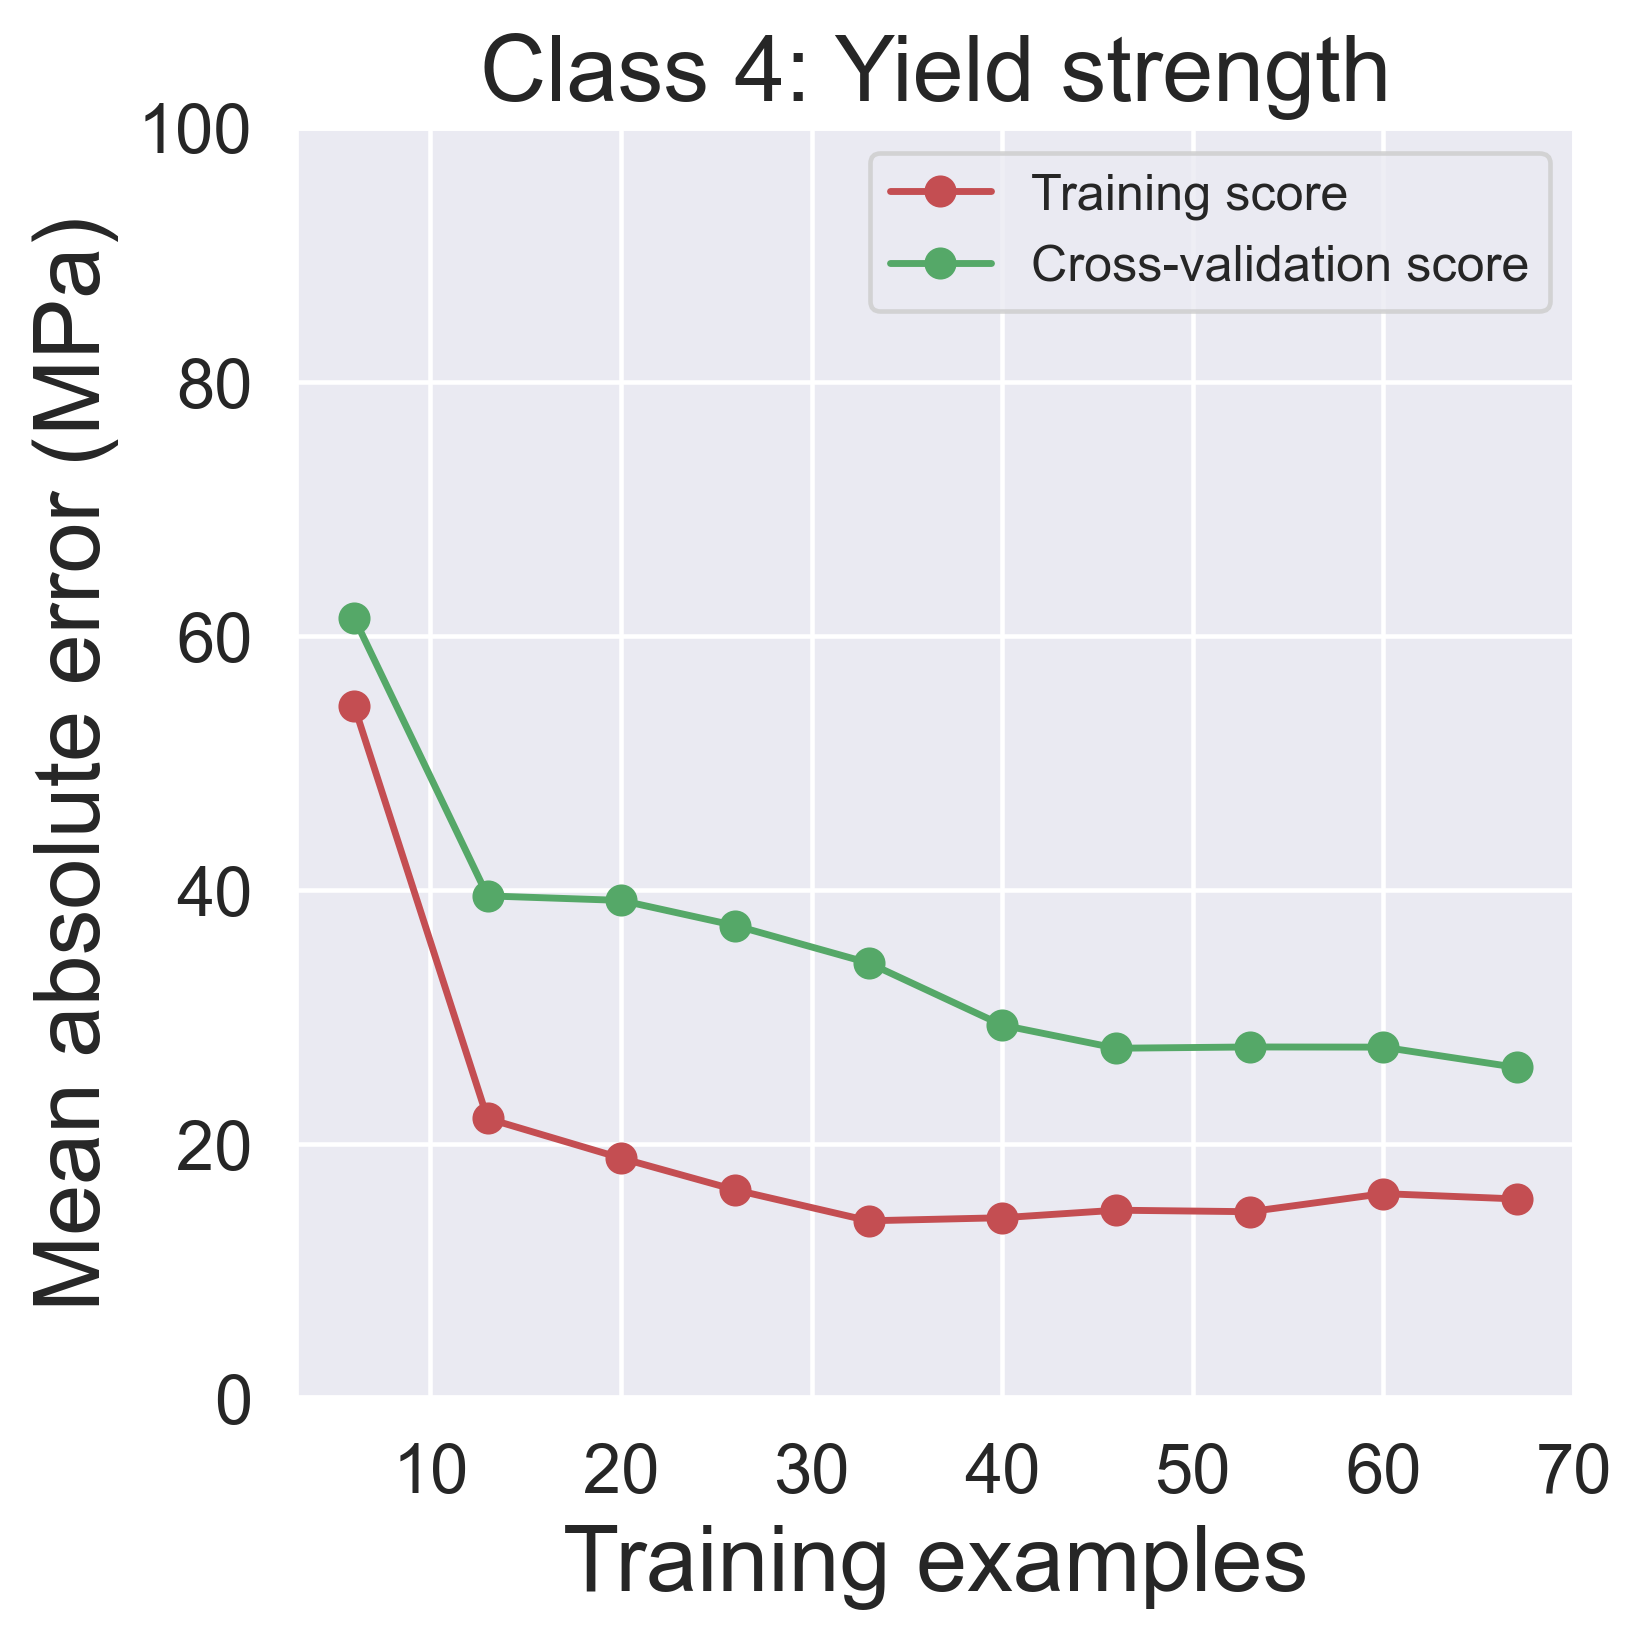 Class 4: Yield strength
Training score
Cross-validation score
Mean absolute error (MPa)
100
80
60
40
20
0
10 20 30 40 50 60 70
Training examples